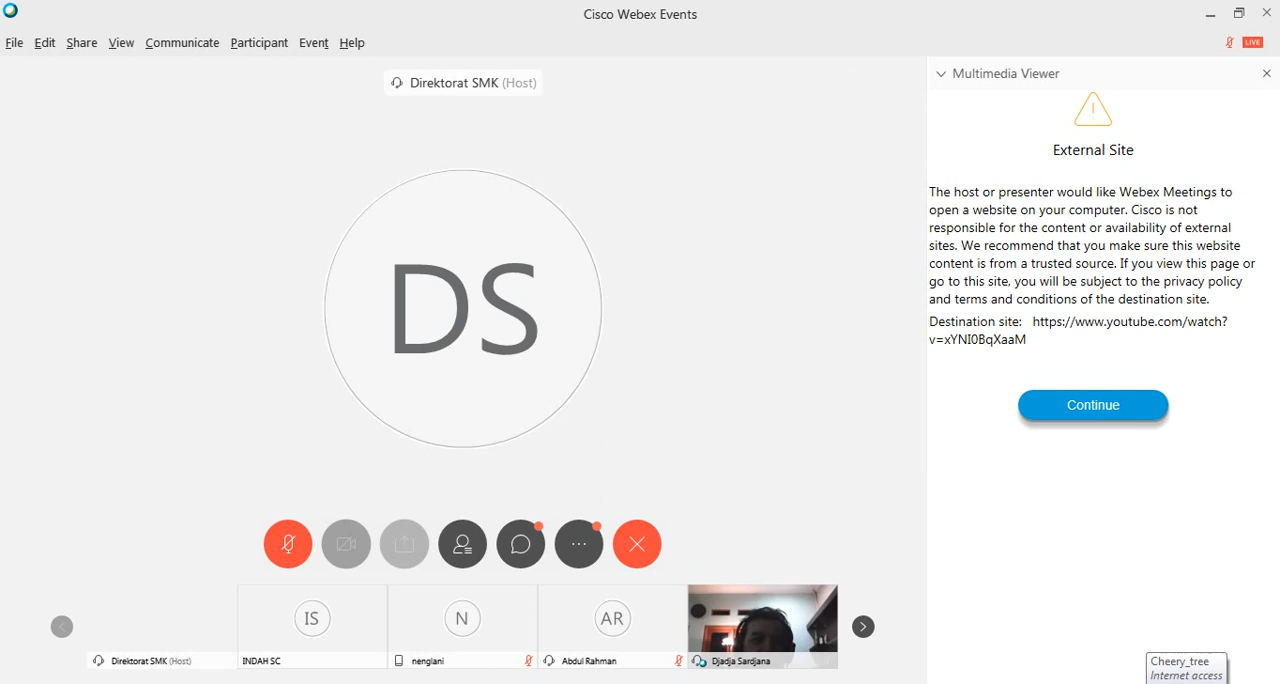 Cisco Webex Events
File Edit Share View Communicate Participant Event Help
LIVE
Direktorat SMK (Host)
Multimedia Viewer
DS
External Site
The host or presenter would like Webex Meetings to
open a website on your computer. Cisco is not
responsible for the content or availability of external
sites. We recommend that you make sure this website
content is from a trusted source. If you view this page or
go to this site, you will be subject to the privacy policy
and terms and conditions of the destination site.
Destination site: https://www.youtube.com/watch?
v=xYNI0BqXaaM
Continue
IS
N
AR
Direktorat SMK (Host)
INDAH SC
nenglani
Abdul Rahman
Djadja Sardjana
Cheery_tree
Internet access